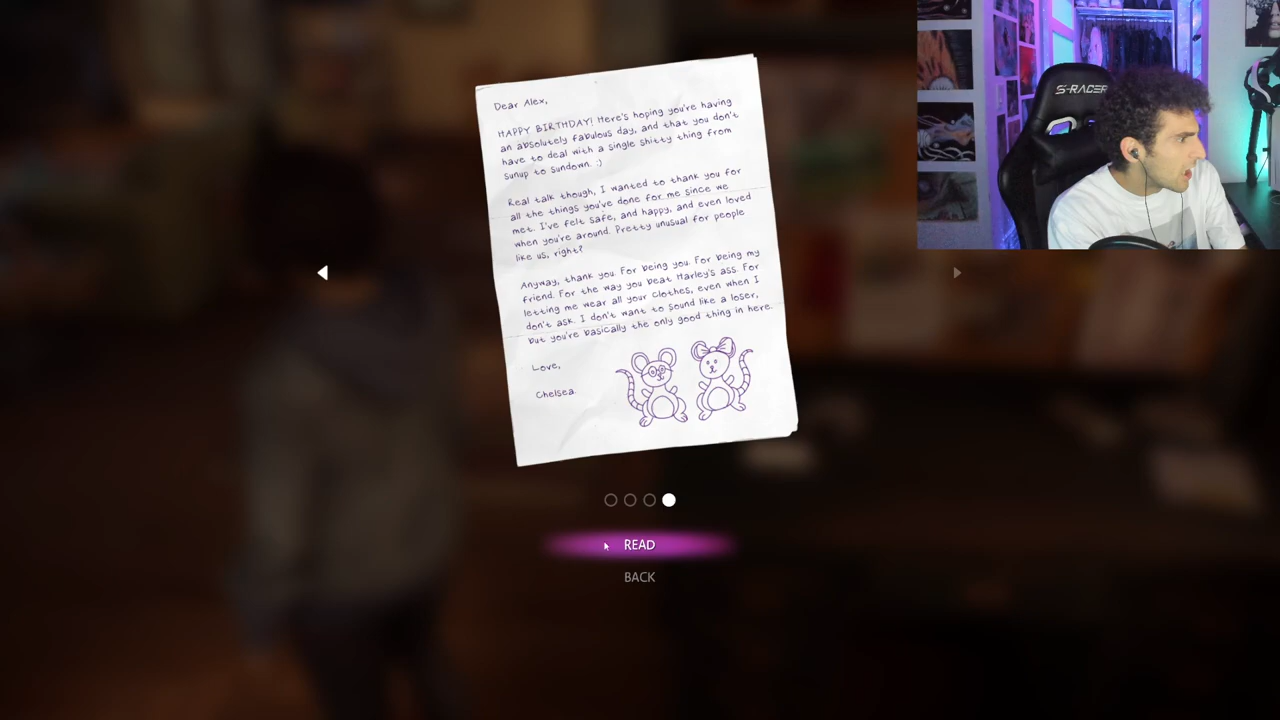 S-RACER
Dear Alex,
HAPPY BIRTHDAY! Here's hoping you're having
an absolutely fabulous day, and that you don't
have to deal with a single shitty thing from
sunup to sundown. :)
Real talk though, I wanted to thank you for
all the things you've done for me since we
met. I've felt safe, and happy, and even loved
when you're around. Pretty unusual for people
like us, right?
Anyway, thank you. For being you. For being my
friend. For the way you beat Harley's ass. For
letting me wear all your clothes, even when I
don't ask. I don't want to sound like a loser,
but you're basically the only good thing in here.
Love,
Chelsea.
READ
BACK